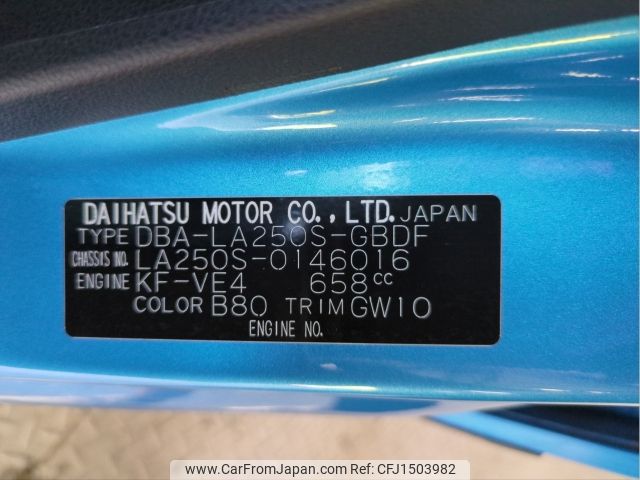 DAIHATSU MOTOR CO., LTD. JAPAN
TYPE DBA-LA250S-GBDF
CHASSIS NO. LA250S-0146016
ENGINE KF-VE4 658cc
COLOR B80 TRIM GW10
ENGINE NO.
www.CarFromJapan.com CFJ1503982